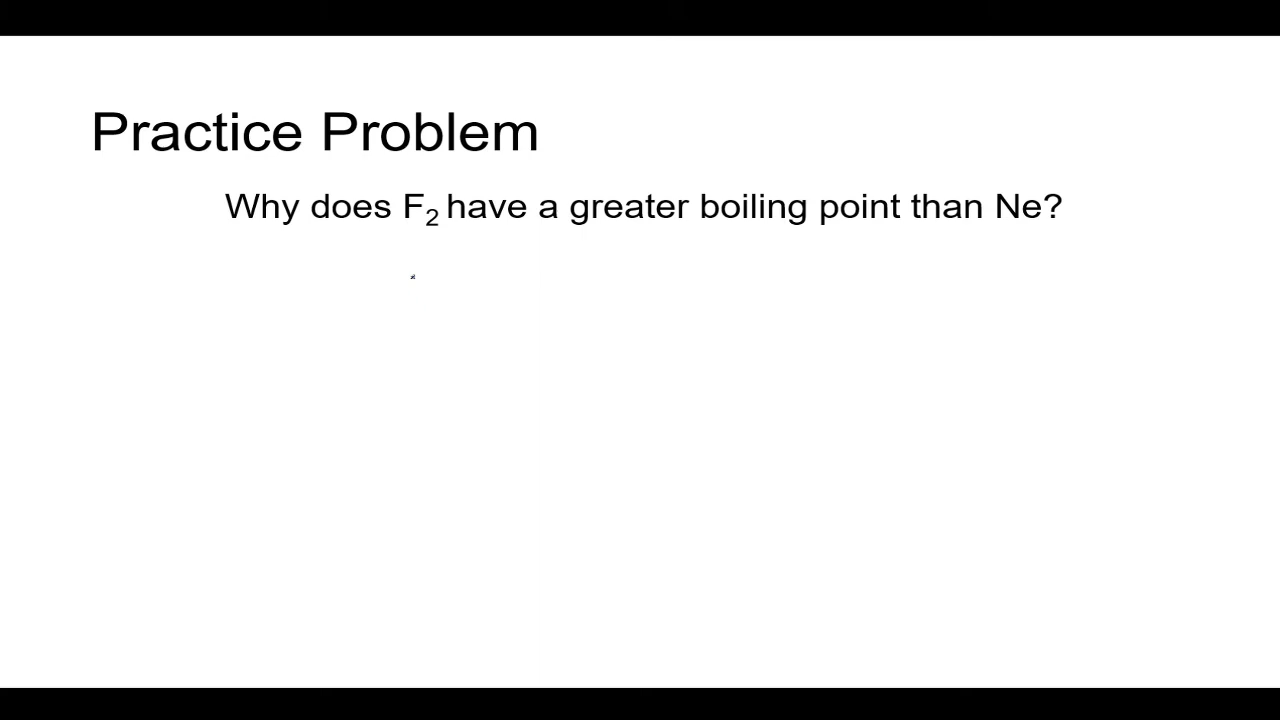 Practice Problem
Why does F₂ have a greater boiling point than Ne?